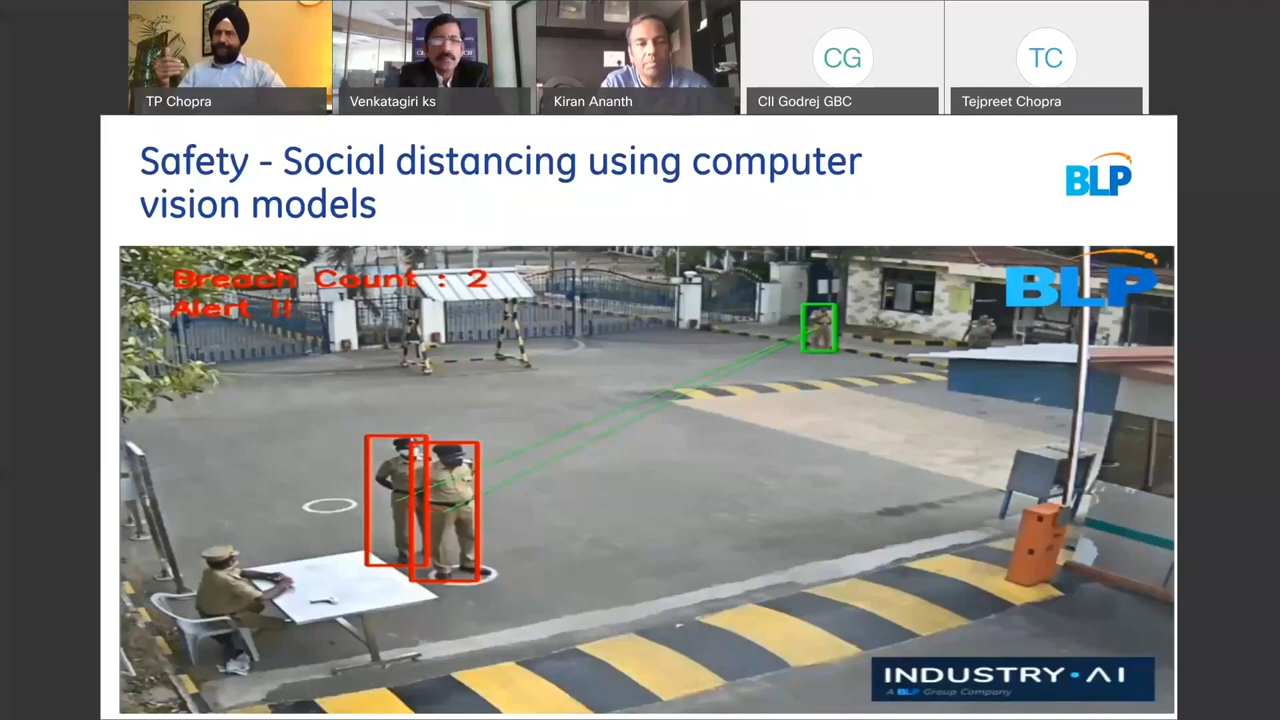 CG
TC
TP Chopra
Venkatagiri ks
Kiran Ananth
CII Godrej GBC
Tejpreet Chopra
Safety - Social distancing using computer
vision models
BLP
Breach Count : 2
Alert !!
BLP
INDUSTRY·AI
A BLP Group Company